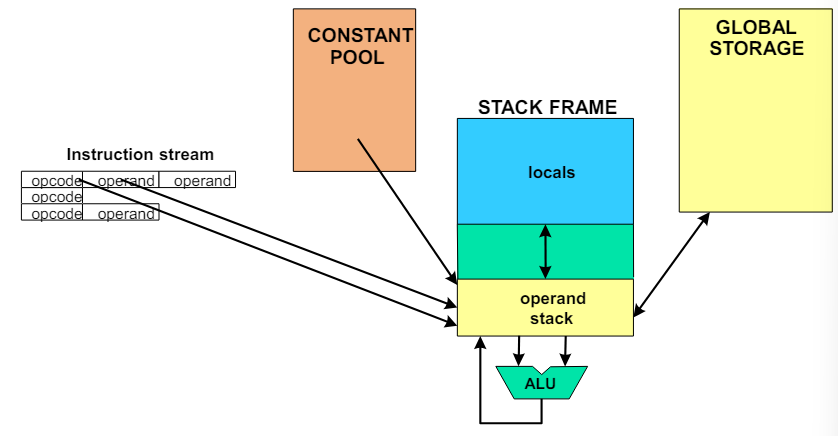 CONSTANT
POOL
GLOBAL
STORAGE
STACK FRAME
locals
Instruction stream
opcode operand operand
opcode
opcode operand
operand
stack
ALU